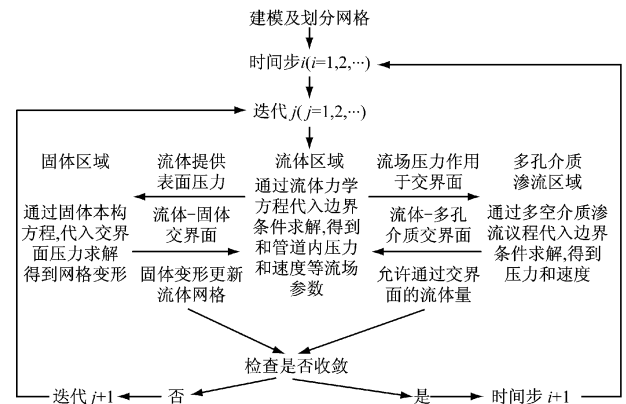 建模及划分网格
时间步i(i=1,2,…)
迭代j(j=1,2,…)
固体区域
通过固体本构
方程,代入交界
面压力求解
得到网格变形
流体提供
表面压力
流体-固体
交界面
固体变形更新
流体网格
流体区域
通过流体力学
方程代入边界
条件求解,得到
和管道内压力
和速度等流场
参数
流场压力作用
于交界面
流体-多孔
介质交界面
允许通过交界
面的流体量
多孔介质
渗流区域
通过多空介质渗
流议程代入边界
条件求解,得到
压力和速度
检查是否收敛
迭代 j+1
否
是
时间步 i+1